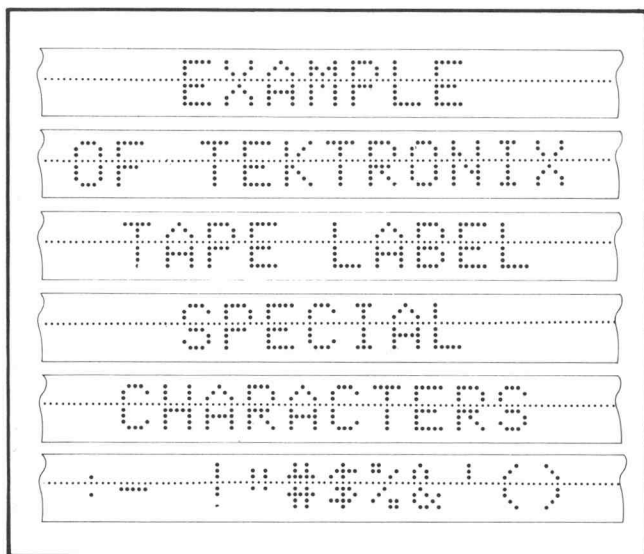 EXAMPLE
OF TEKTRONIX
TAPE LABEL
SPECIAL
CHARACTERS
:- !"#$%&'()